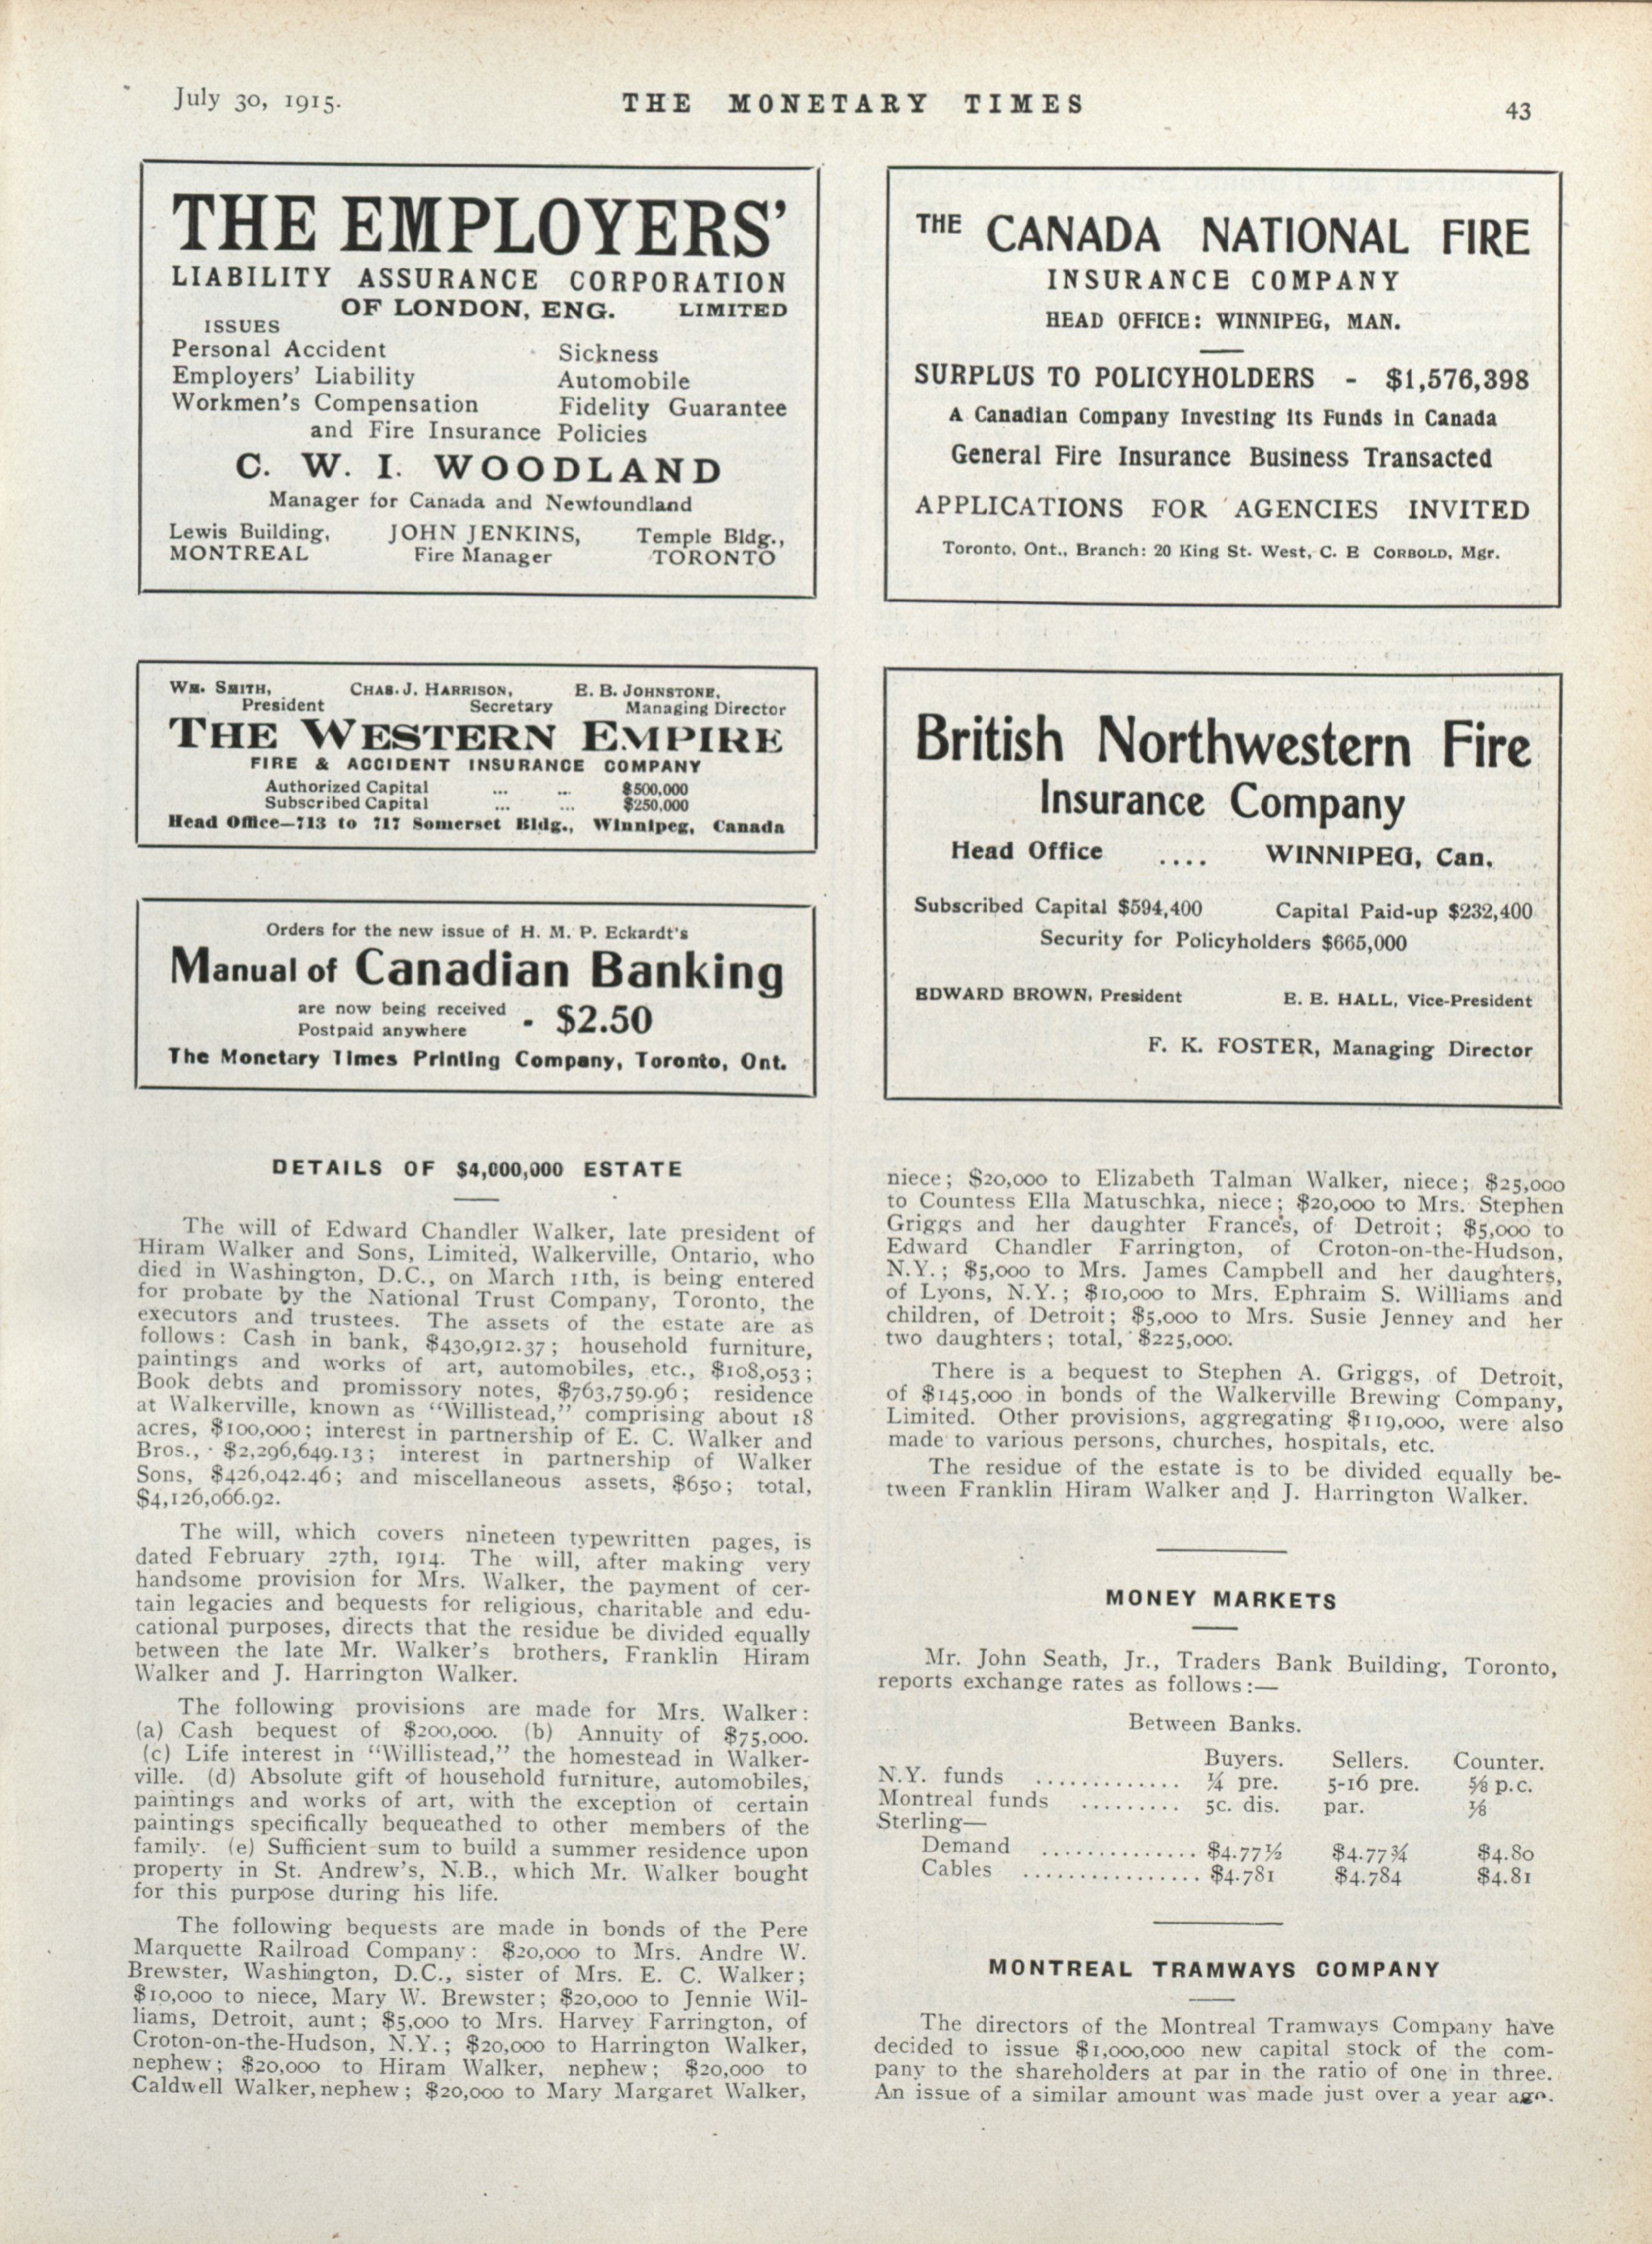 July 30, 1915.
THE MONETARY TIMES
43
THE EMPLOYERS'
LIABILITY ASSURANCE CORPORATION
OF LONDON, ENG. LIMITED
ISSUES
Personal Accident Sickness
Employers' Liability Automobile
Workmen's Compensation Fidelity Guarantee
and Fire Insurance Policies
C. W. I. WOODLAND
Manager for Canada and Newfoundland
Lewis Building, JOHN JENKINS, Temple Bldg.,
MONTREAL Fire Manager TORONTO
THE CANADA NATIONAL FIRE
INSURANCE COMPANY
HEAD OFFICE: WINNIPEG, MAN.
SURPLUS TO POLICYHOLDERS - $1,576,398
A Canadian Company Investing its Funds in Canada
General Fire Insurance Business Transacted
APPLICATIONS FOR AGENCIES INVITED
Toronto, Ont., Branch: 20 King St. West, C. E CORBOLD, Mgr.
WM. SMITH, CHAS. J. HARRISON, E. B. JOHNSTONE,
President Secretary Managing Director
THE WESTERN EMPIRE
FIRE & ACCIDENT INSURANCE COMPANY
Authorized Capital ... ... $500,000
Subscribed Capital ... ... $250,000
Head Office—713 to 717 Somerset Bldg., Winnipeg, Canada
Orders for the new issue of H. M. P. Eckardt's
Manual of Canadian Banking
are now being received
Postpaid anywhere - $2.50
The Monetary Times Printing Company, Toronto, Ont.
British Northwestern Fire
Insurance Company
Head Office .... WINNIPEG, Can.
Subscribed Capital $594,400 Capital Paid-up $232,400
Security for Policyholders $665,000
EDWARD BROWN, President E. E. HALL, Vice-President
F. K. FOSTER, Managing Director
DETAILS OF $4,000,000 ESTATE
The will of Edward Chandler Walker, late president of
Hiram Walker and Sons, Limited, Walkerville, Ontario, who
died in Washington, D.C., on March 11th, is being entered
for probate by the National Trust Company, Toronto, the
executors and trustees. The assets of the estate are as
follows: Cash in bank, $430,912.37; household furniture,
paintings and works of art, automobiles, etc., $108,053;
Book debts and promissory notes, $763,759.96; residence
at Walkerville, known as "Willistead," comprising about 18
acres, $100,000; interest in partnership of E. C. Walker and
Bros., $2,296,649.13; interest in partnership of Walker
Sons, $426,042.46; and miscellaneous assets, $650; total,
$4,126,066.92.
The will, which covers nineteen typewritten pages, is
dated February 27th, 1914. The will, after making very
handsome provision for Mrs. Walker, the payment of cer-
tain legacies and bequests for religious, charitable and edu-
cational purposes, directs that the residue be divided equally
between the late Mr. Walker's brothers, Franklin Hiram
Walker and J. Harrington Walker.
The following provisions are made for Mrs. Walker:
(a) Cash bequest of $200,000. (b) Annuity of $75,000.
(c) Life interest in "Willistead," the homestead in Walker-
ville. (d) Absolute gift of household furniture, automobiles,
paintings and works of art, with the exception of certain
paintings specifically bequeathed to other members of the
family. (e) Sufficient sum to build a summer residence upon
property in St. Andrew's, N.B., which Mr. Walker bought
for this purpose during his life.
The following bequests are made in bonds of the Pere
Marquette Railroad Company: $20,000 to Mrs. Andre W.
Brewster, Washington, D.C., sister of Mrs. E. C. Walker;
$10,000 to niece, Mary W. Brewster; $20,000 to Jennie Wil-
liams, Detroit, aunt; $5,000 to Mrs. Harvey Farrington, of
Croton-on-the-Hudson, N.Y.; $20,000 to Harrington Walker,
nephew; $20,000 to Hiram Walker, nephew; $20,000 to
Caldwell Walker, nephew; $20,000 to Mary Margaret Walker,
niece; $20,000 to Elizabeth Talman Walker, niece; $25,000
to Countess Ella Matuschka, niece; $20,000 to Mrs. Stephen
Griggs and her daughter Frances, of Detroit; $5,000 to
Edward Chandler Farrington, of Croton-on-the-Hudson,
N.Y.; $5,000 to Mrs. James Campbell and her daughters,
of Lyons, N.Y.; $10,000 to Mrs. Ephraim S. Williams and
children, of Detroit; $5,000 to Mrs. Susie Jenney and her
two daughters; total, $225,000.
There is a bequest to Stephen A. Griggs, of Detroit,
of $145,000 in bonds of the Walkerville Brewing Company,
Limited. Other provisions, aggregating $119,000, were also
made to various persons, churches, hospitals, etc.
The residue of the estate is to be divided equally be-
tween Franklin Hiram Walker and J. Harrington Walker.
MONEY MARKETS
Mr. John Seath, Jr., Traders Bank Building, Toronto,
reports exchange rates as follows:—
Between Banks.
Buyers. Sellers. Counter.
N.Y. funds ............. ¼ pre. 5-16 pre. ⅝ p.c.
Montreal funds ......... 5c. dis. par. ⅛
Sterling—
Demand .............. $4.77½ $4.77¾ $4.80
Cables ................ $4.781 $4.784 $4.81
MONTREAL TRAMWAYS COMPANY
The directors of the Montreal Tramways Company have
decided to issue $1,000,000 new capital stock of the com-
pany to the shareholders at par in the ratio of one in three.
An issue of a similar amount was made just over a year ago.